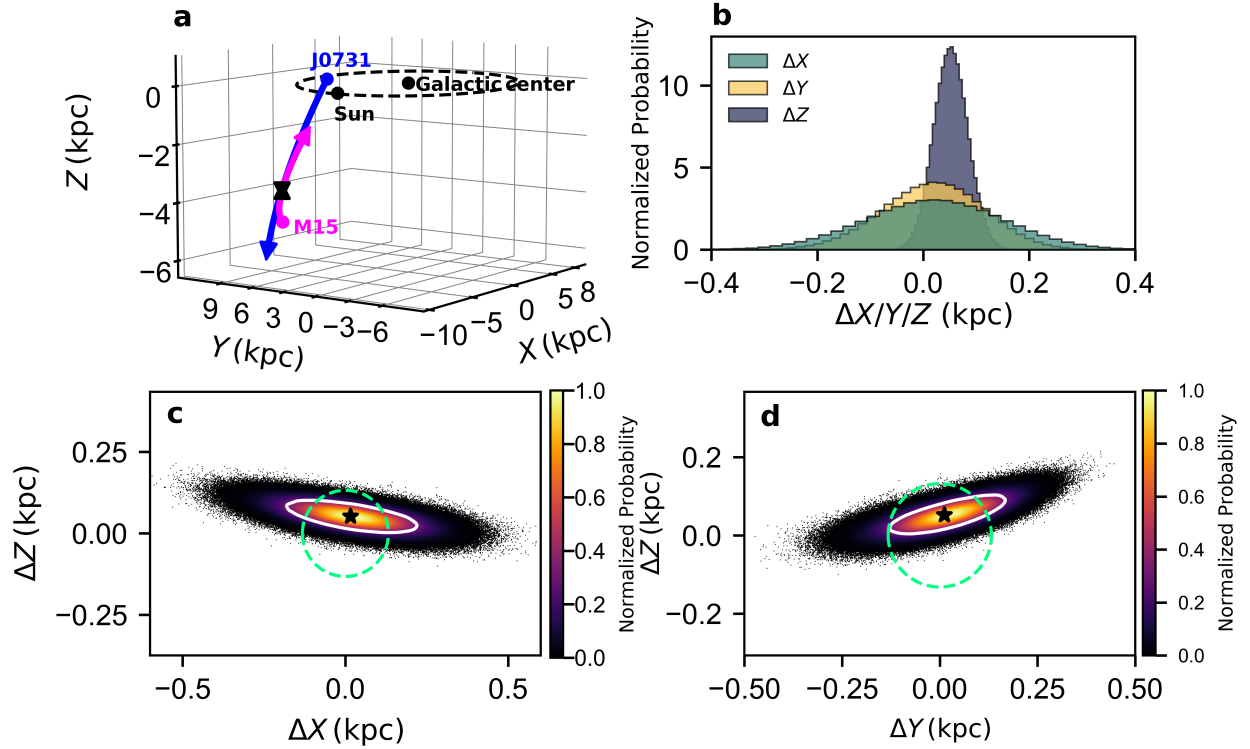 a
J0731
Galactic center
Sun
M15
0
−2
−4
−6
Z (kpc)
9 6 3 0 −3 −6
Y (kpc)
−10 −5 0 5 8
X (kpc)
b
ΔX
ΔY
ΔZ
10
5
0
Normalized Probability
−0.4 −0.2 0.0 0.2 0.4
ΔX/Y/Z (kpc)
c
0.25
0.00
−0.25
ΔZ (kpc)
−0.5 0.0 0.5
ΔX (kpc)
1.0
0.8
0.6
0.4
0.2
0.0
Normalized Probability
d
0.2
0.0
−0.2
ΔZ (kpc)
−0.50 −0.25 0.00 0.25 0.50
ΔY (kpc)
1.0
0.8
0.6
0.4
0.2
0.0
Normalized Probability